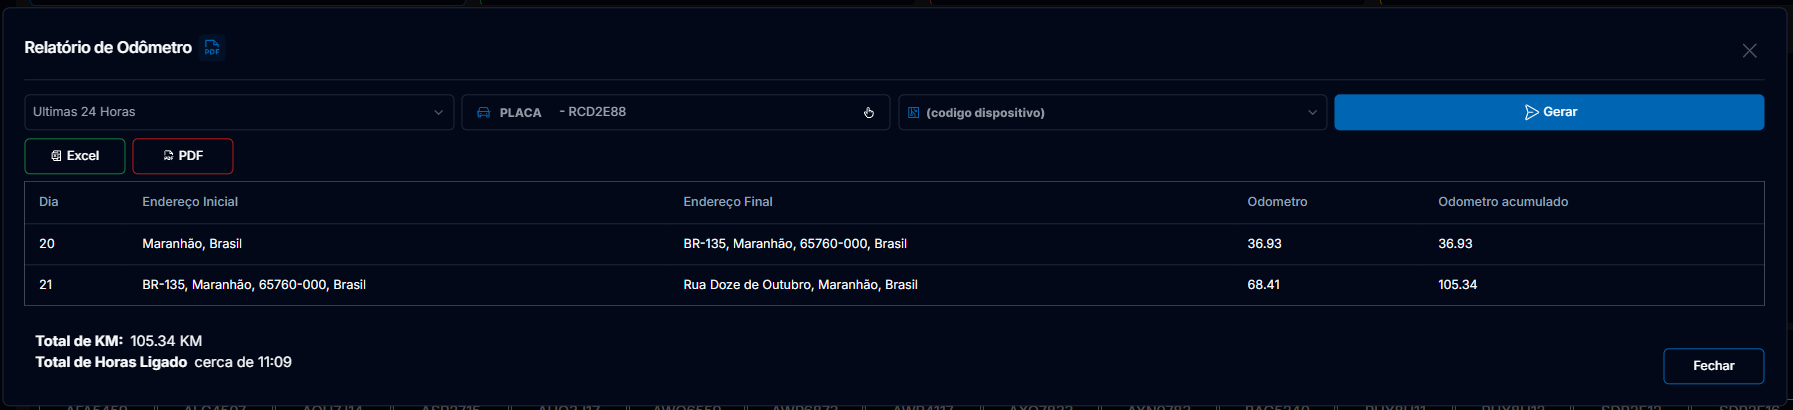 Relatório de Odômetro PDF
Ultimas 24 Horas PLACA - RCD2E88 (codigo dispositivo) Gerar
Excel PDF
Dia Endereço Inicial Endereço Final Odometro Odometro acumulado
20 Maranhão, Brasil BR-135, Maranhão, 65760-000, Brasil 36.93 36.93
21 BR-135, Maranhão, 65760-000, Brasil Rua Doze de Outubro, Maranhão, Brasil 68.41 105.34
Total de KM: 105.34 KM
Total de Horas Ligado cerca de 11:09
Fechar